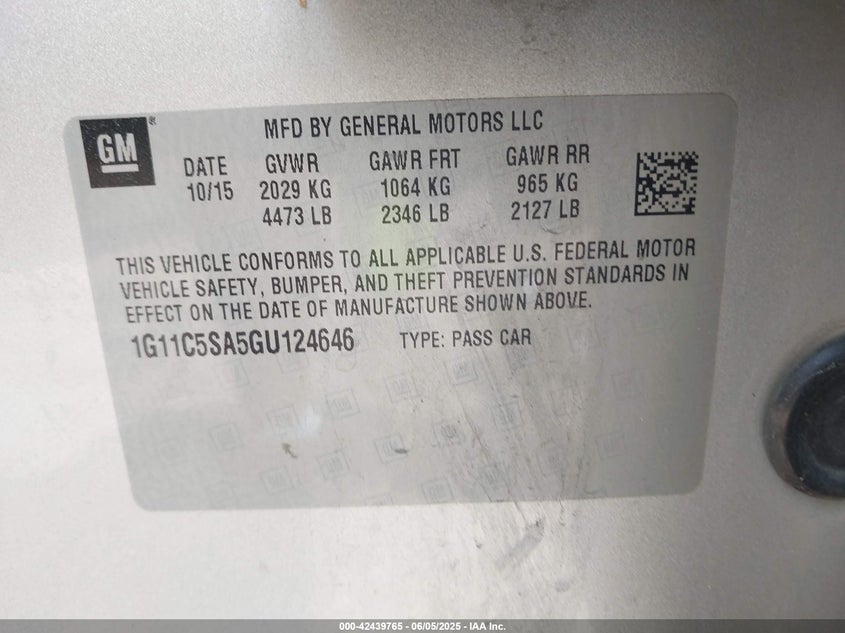 GM
MFD BY GENERAL MOTORS LLC
DATE GVWR GAWR FRT GAWR RR
10/15 2029 KG 1064 KG 965 KG
4473 LB 2346 LB 2127 LB
THIS VEHICLE CONFORMS TO ALL APPLICABLE U.S. FEDERAL MOTOR
VEHICLE SAFETY, BUMPER, AND THEFT PREVENTION STANDARDS IN
EFFECT ON THE DATE OF MANUFACTURE SHOWN ABOVE.
1G11C5SA5GU124646 TYPE: PASS CAR
000-42439765 - 06/05/2025 - IAA Inc.